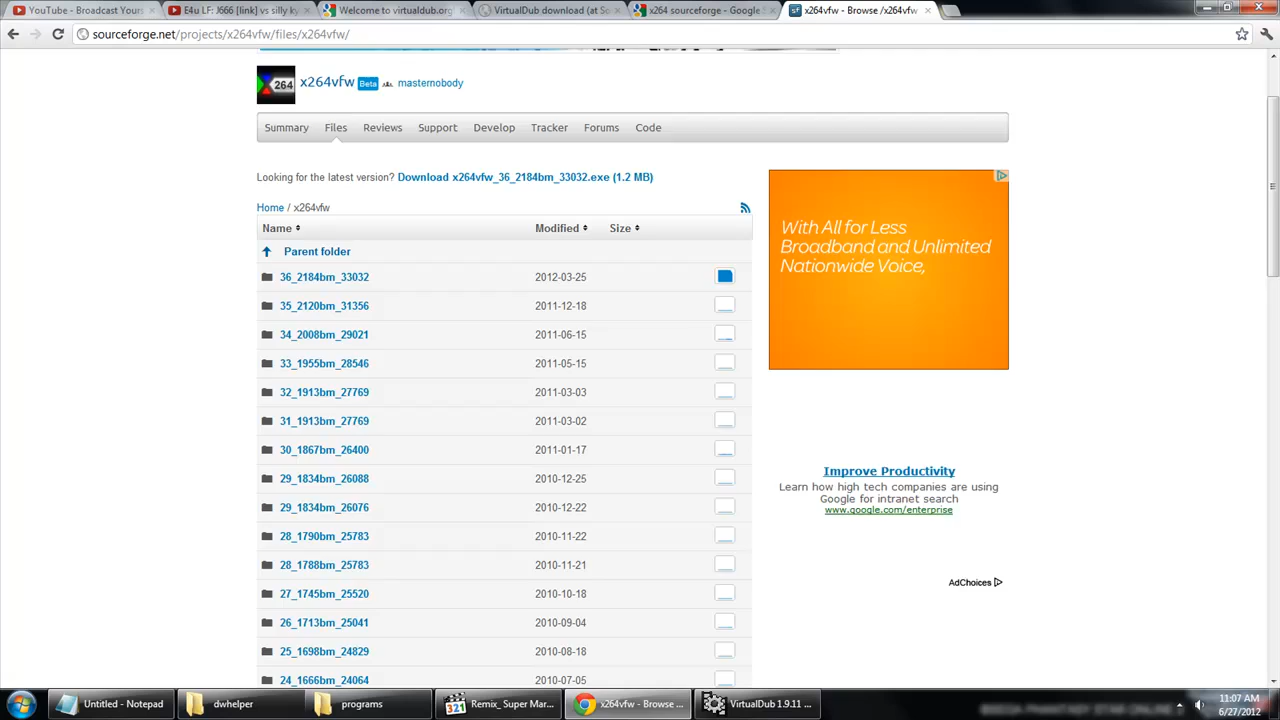 YouTube - Broadcast Yours
E4u LF: J666 [link] vs silly ky
Welcome to virtualdub.org
VirtualDub download (at So
x264 sourceforge - Google S
x264vfw - Browse /x264vfw
sourceforge.net/projects/x264vfw/files/x264vfw/
264 x264vfw Beta masternobody
Summary Files Reviews Support Develop Tracker Forums Code
Looking for the latest version? Download x264vfw_36_2184bm_33032.exe (1.2 MB)
Home / x264vfw
Name Modified Size
Parent folder
36_2184bm_33032 2012-03-25
35_2120bm_31356 2011-12-18
34_2008bm_29021 2011-06-15
33_1955bm_28546 2011-05-15
32_1913bm_27769 2011-03-03
31_1913bm_27769 2011-03-02
30_1867bm_26400 2011-01-17
29_1834bm_26088 2010-12-25
29_1834bm_26076 2010-12-22
28_1790bm_25783 2010-11-22
28_1788bm_25783 2010-11-21
27_1745bm_25520 2010-10-18
26_1713bm_25041 2010-09-04
25_1698bm_24829 2010-08-18
24_1666bm_24064 2010-07-05
With All for Less
Broadband and Unlimited
Nationwide Voice,
Improve Productivity
Learn how high tech companies are using
Google for intranet search
www.google.com/enterprise
AdChoices
Untitled - Notepad
dwhelper
programs
321 Remix_ Super Mar...
x264vfw - Browse ...
VirtualDub 1.9.11 ...
11:07 AM
6/27/2012